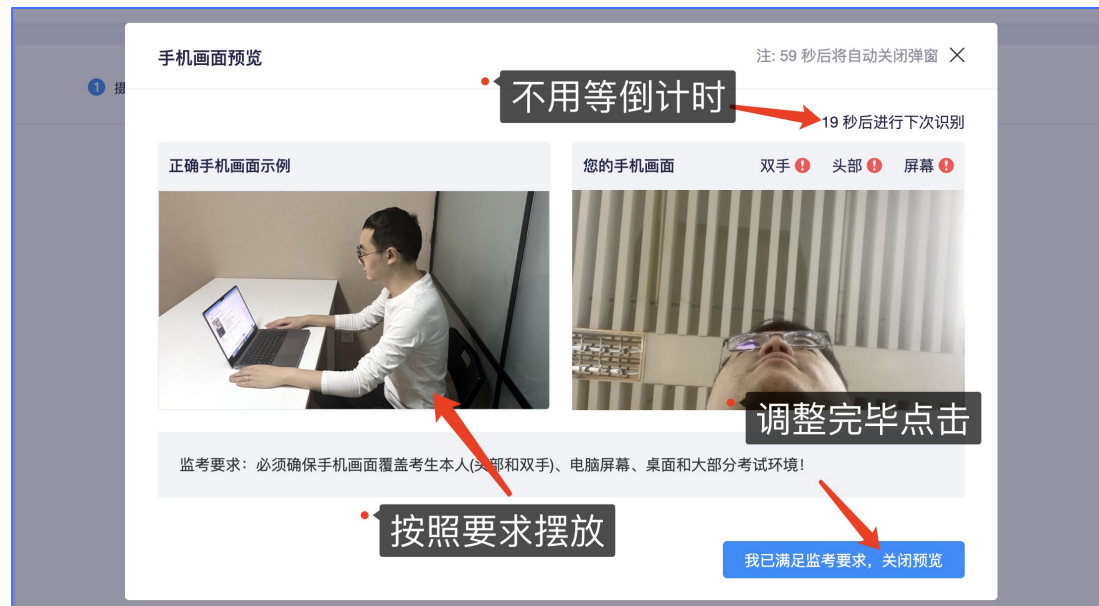 手机画面预览
注: 59 秒后将自动关闭弹窗
1 摄
不用等倒计时
19 秒后进行下次识别
正确手机画面示例
您的手机画面 双手 头部 屏幕
调整完毕点击
监考要求：必须确保手机画面覆盖考生本人(头部和双手)、电脑屏幕、桌面和大部分考试环境！
按照要求摆放
我已满足监考要求，关闭预览